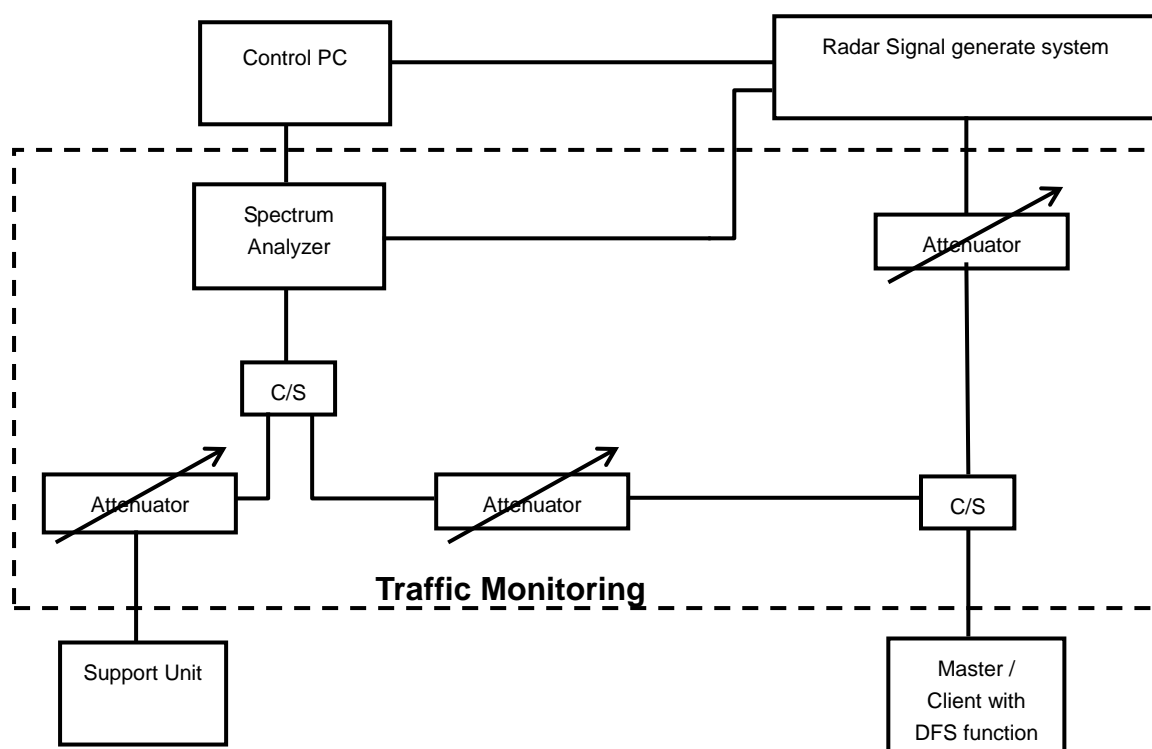 Control PC
Radar Signal generate system
Spectrum
Analyzer
Attenuator
C/S
Attenuator
Attenuator
C/S
Traffic Monitoring
Support Unit
Master /
Client with
DFS function